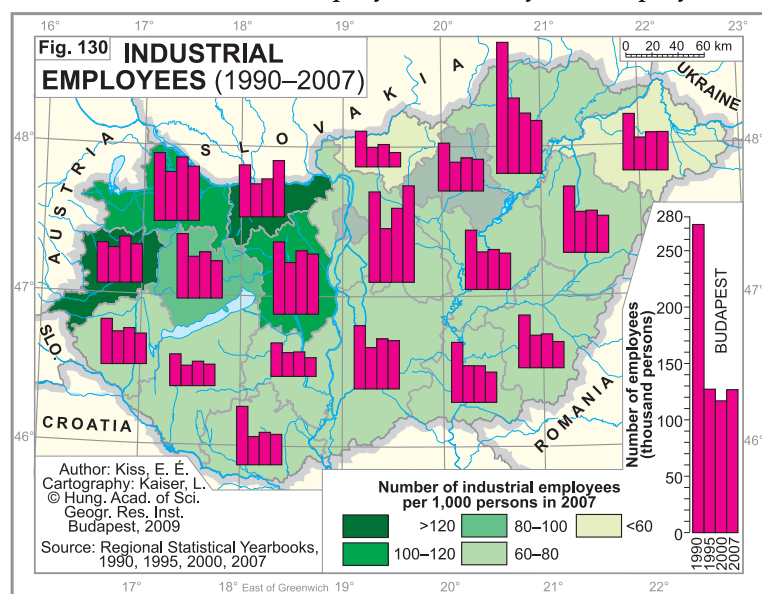 16° 17° 18° 19° 20° 21° 22° 23°
Fig. 130
INDUSTRIAL
EMPLOYEES (1990–2007)
0 20 40 60 km
UKRAINE
SLOVAKIA
AUSTRIA
48° 48°
47° 47°
46° 46°
SLO.
CROATIA
ROMANIA
280
250
200
150
100
50
0
Number of employees
(thousand persons)
BUDAPEST
1990
1995
2000
2007
Author: Kiss, E. É.
Cartography: Kaiser, L.
© Hung. Acad. of Sci.
Geogr. Res. Inst.
Budapest, 2009
Source: Regional Statistical Yearbooks,
1990, 1995, 2000, 2007
Number of industrial employees
per 1,000 persons in 2007
>120 80–100 <60
100–120 60–80
17° 18° East of Greenwich 19° 20° 21° 22°